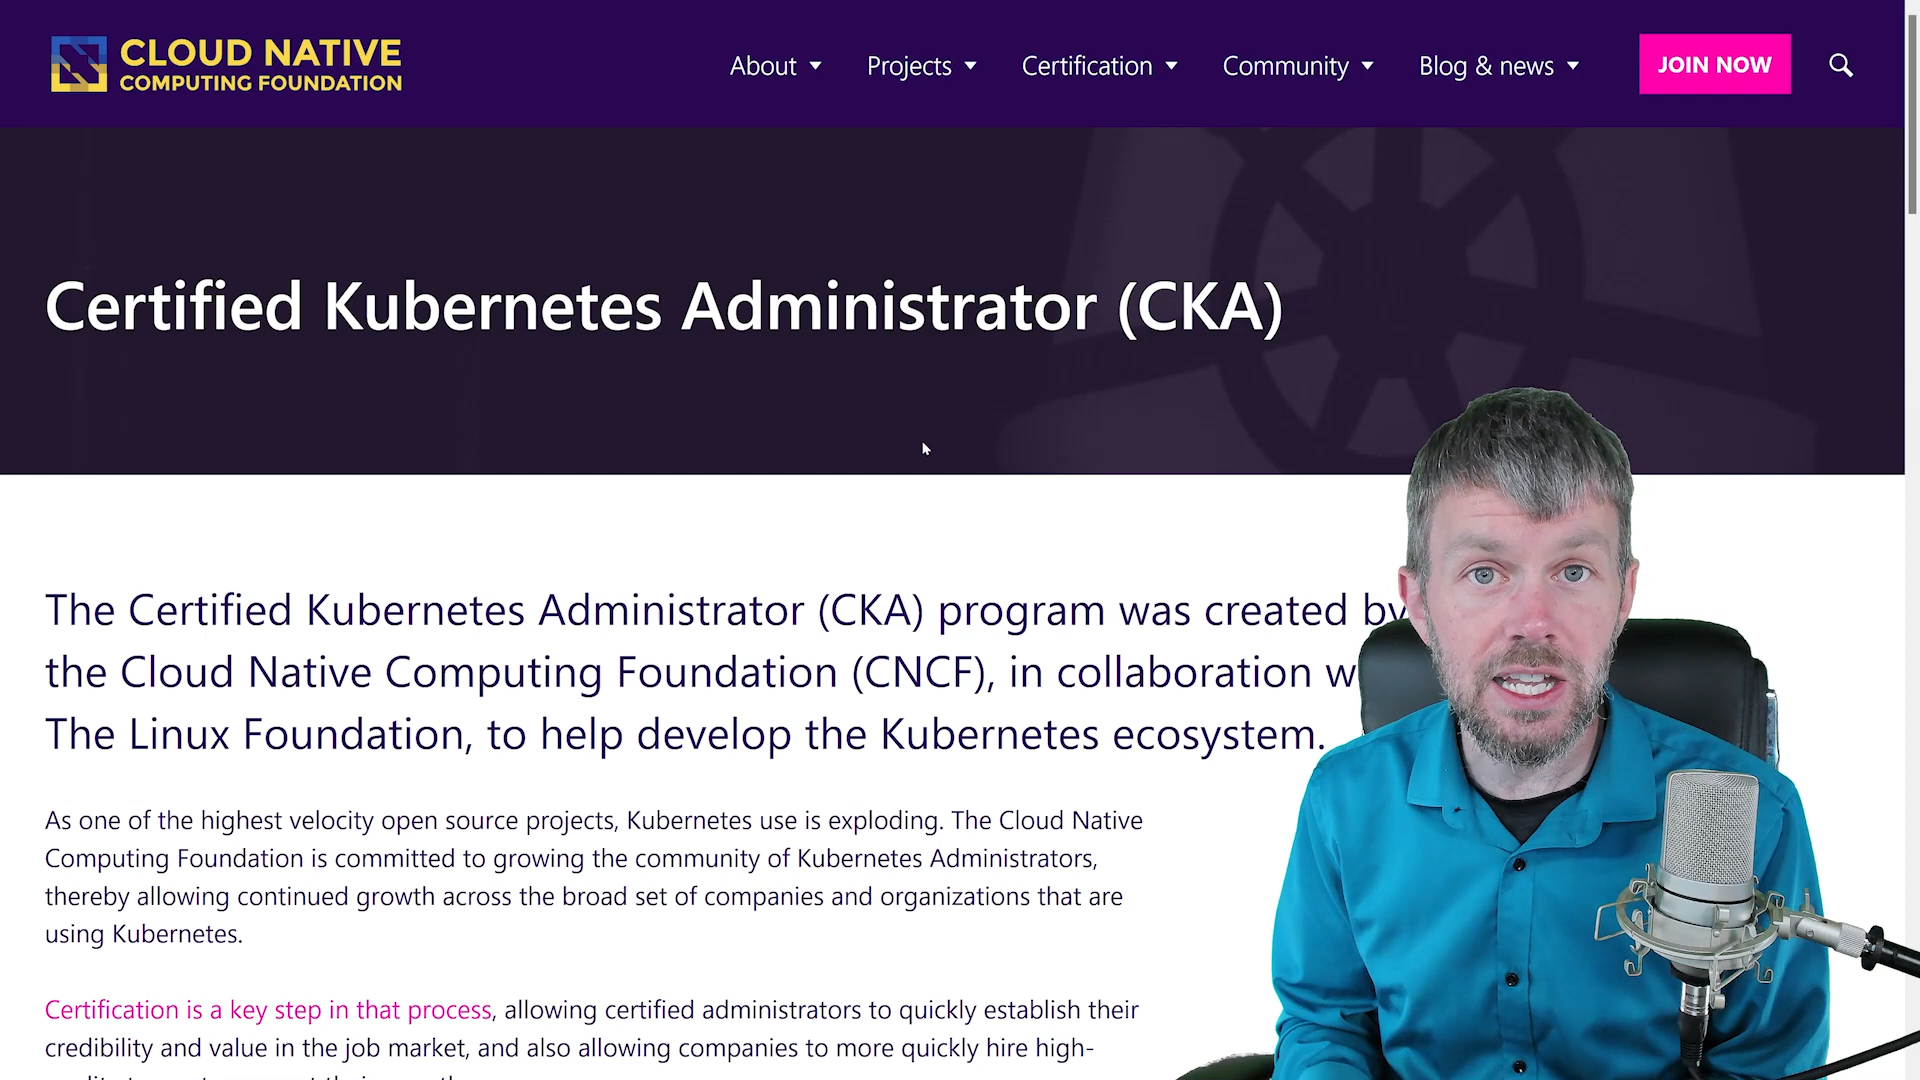 CLOUD NATIVE
COMPUTING FOUNDATION
About Projects Certification Community Blog & news JOIN NOW
Certified Kubernetes Administrator (CKA)
The Certified Kubernetes Administrator (CKA) program was created by
the Cloud Native Computing Foundation (CNCF), in collaboration
The Linux Foundation, to help develop the Kubernetes ecosystem.
As one of the highest velocity open source projects, Kubernetes use is exploding. The Cloud Native
Computing Foundation is committed to growing the community of Kubernetes Administrators,
thereby allowing continued growth across the broad set of companies and organizations that are
using Kubernetes.
Certification is a key step in that process, allowing certified administrators to quickly establish their
credibility and value in the job market, and also allowing companies to more quickly hire high-